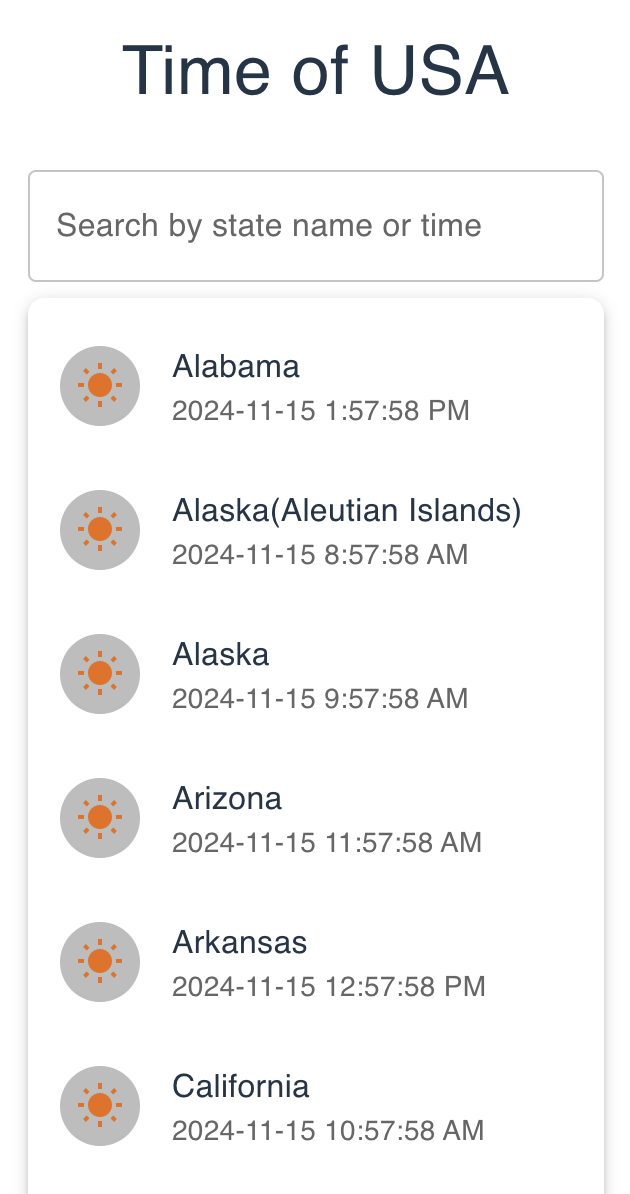 Time of USA
Search by state name or time
Alabama
2024-11-15 1:57:58 PM
Alaska(Aleutian Islands)
2024-11-15 8:57:58 AM
Alaska
2024-11-15 9:57:58 AM
Arizona
2024-11-15 11:57:58 AM
Arkansas
2024-11-15 12:57:58 PM
California
2024-11-15 10:57:58 AM